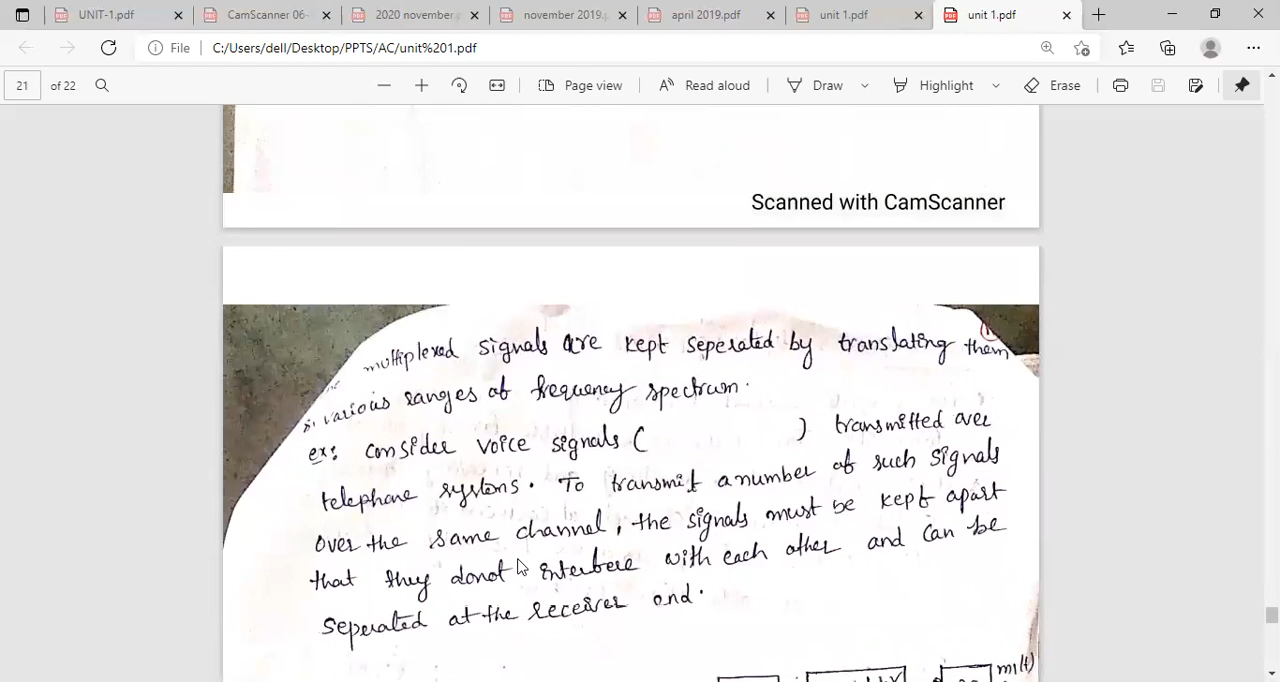 UNIT-1.pdf
CamScanner 06-
2020 november.p
november 2019.p
april 2019.pdf
unit 1.pdf
unit 1.pdf
File C:/Users/dell/Desktop/PPTS/AC/unit%201.pdf
21 of 22
Page view
Read aloud
Draw
Highlight
Erase
Scanned with CamScanner
multiplexed signals are kept seperated by translating them
in various ranges of frequency spectrum.
ex: consider voice signals ( ) transmitted over
telephone systems. To transmit a number of such signals
over the same channel, the signals must be kept apart
that they donot interfere with each other and can be
seperated at the receiver end.
m1(t)